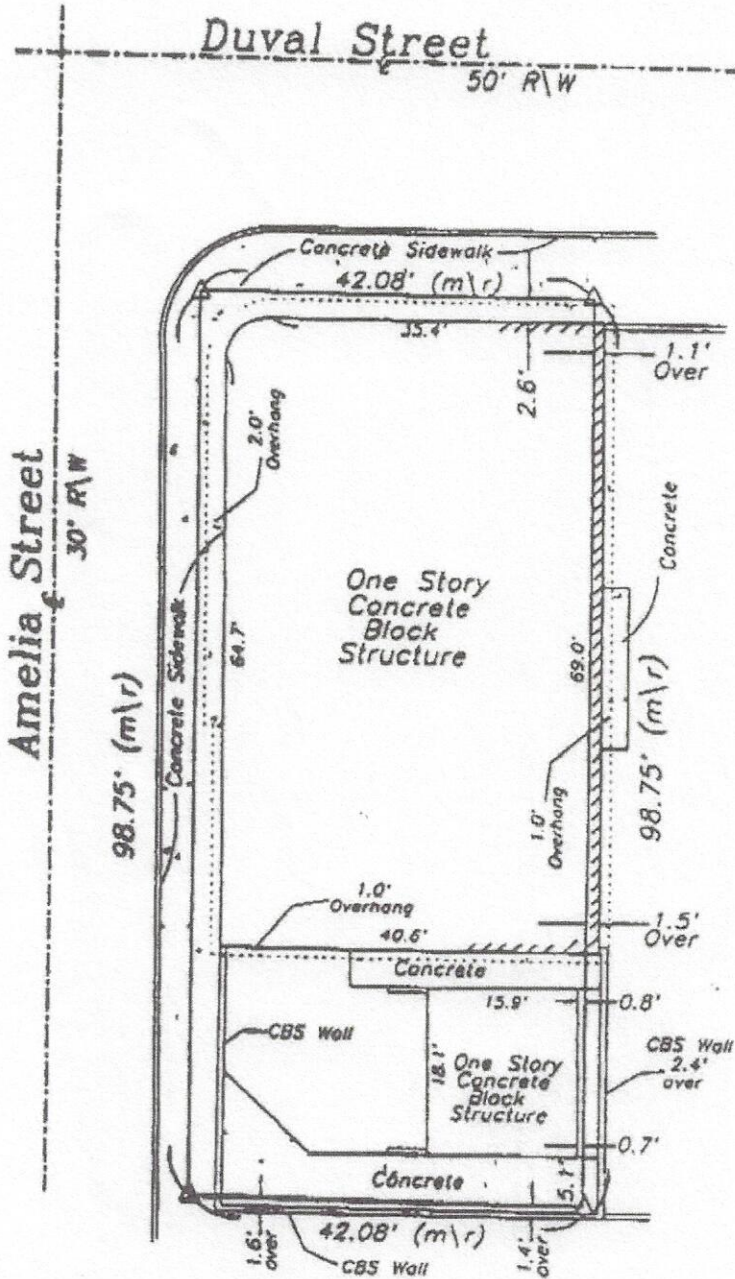 Duval Street
℄
50' R\W
Concrete Sidewalk
42.08' (m\r)
35.4'
2.6'
1.1'
Over
2.0'
Overhang
Amelia Street
℄
30' R\W
Concrete Sidewalk
98.75' (m\r)
64.7'
One Story
Concrete
Block
Structure
69.0'
Concrete
98.75' (m\r)
1.0'
Overhang
1.0'
Overhang
40.6'
1.5'
Over
Concrete
15.9'
0.8'
CBS Wall
CBS Wall
2.4'
over
18.1'
One Story
Concrete
Block
Structure
0.7'
Concrete
5.1'
1.6'
over
42.08' (m\r)
1.4'
over
CBS Wall